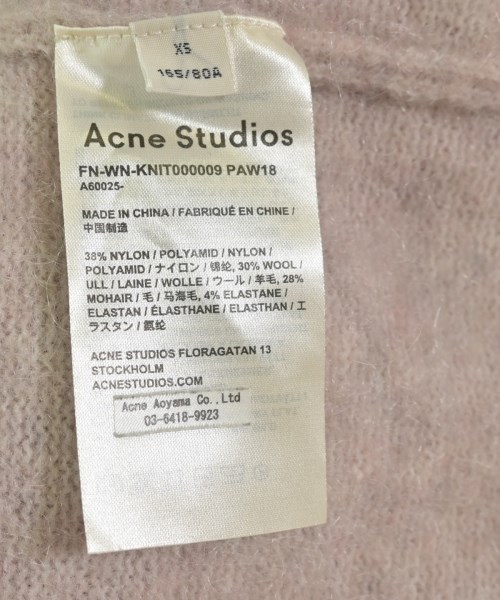 XS
165/80A
Acne Studios
FN-WN-KNIT000009 PAW18
A60025-
MADE IN CHINA / FABRIQUÉ EN CHINE /
中国制造
38% NYLON / POLYAMID / NYLON /
POLYAMID / ナイロン / 锦纶, 30% WOOL /
ULL / LAINE / WOLLE / ウール / 羊毛, 28%
MOHAIR / 毛 / 马海毛, 4% ELASTANE /
ELASTAN / ÉLASTHANE / ELASTHAN / エ
ラスタン / 氨纶
ACNE STUDIOS FLORAGATAN 13
STOCKHOLM
ACNESTUDIOS.COM
Acne Aoyama Co.,Ltd
03-6418-9923